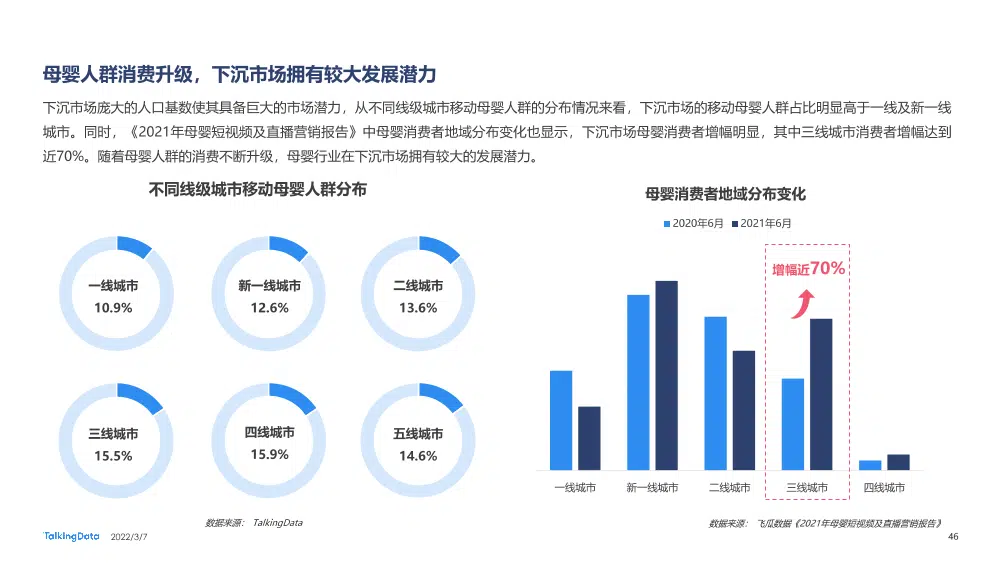 母婴人群消费升级，下沉市场拥有较大发展潜力
下沉市场庞大的人口基数使其具备巨大的市场潜力，从不同线级城市移动母婴人群的分布情况来看，下沉市场的移动母婴人群占比明显高于一线及新一线
城市。同时，《2021年母婴短视频及直播营销报告》中母婴消费者地域分布变化也显示，下沉市场母婴消费者增幅明显，其中三线城市消费者增幅达到
近70%。随着母婴人群的消费不断升级，母婴行业在下沉市场拥有较大的发展潜力。
不同线级城市移动母婴人群分布
一线城市
10.9%
新一线城市
12.6%
二线城市
13.6%
三线城市
15.5%
四线城市
15.9%
五线城市
14.6%
数据来源： TalkingData
母婴消费者地域分布变化
2020年6月 2021年6月
增幅近70%
一线城市 新一线城市 二线城市 三线城市 四线城市
数据来源： 飞瓜数据《2021年母婴短视频及直播营销报告》
TalkingData 2022/3/7
46